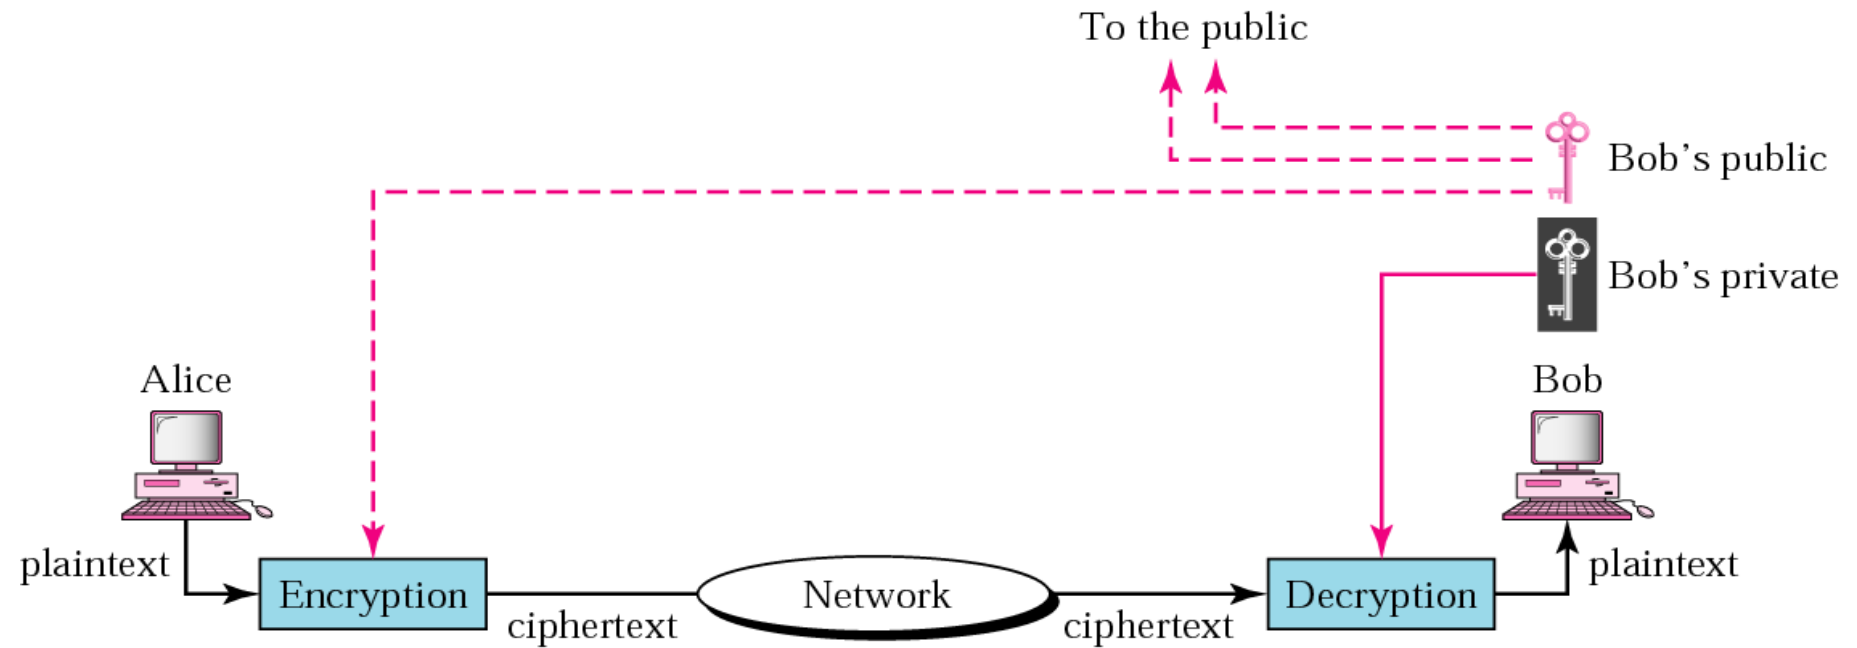 To the public
Bob's public
Bob's private
Alice
Bob
plaintext
plaintext
Encryption
Network
Decryption
ciphertext
ciphertext